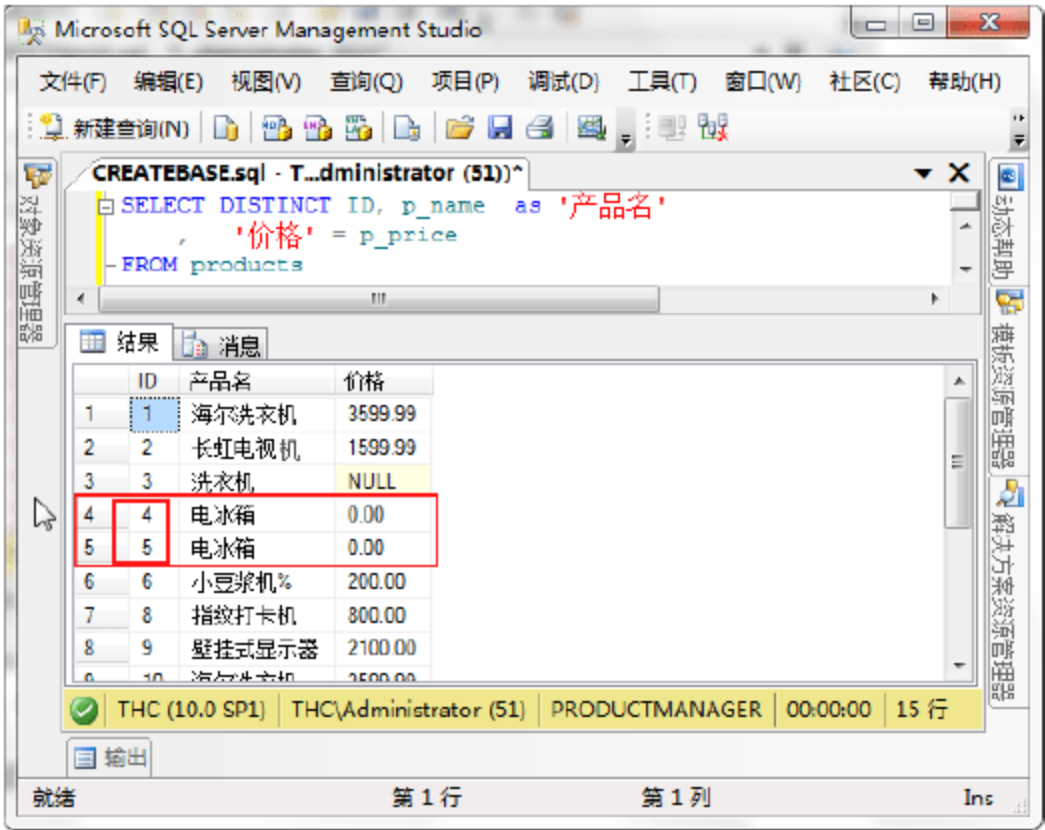 Microsoft SQL Server Management Studio
文件(F) 编辑(E) 视图(V) 查询(Q) 项目(P) 调试(D) 工具(T) 窗口(W) 社区(C) 帮助(H)
新建查询(N)
CREATEBASE.sql - T...dministrator (51))*
SELECT DISTINCT ID, p_name as '产品名'
, '价格' = p_price
FROM products
对象资源管理器
结果 消息
ID 产品名 价格
1 1 海尔洗衣机 3599.99
2 2 长虹电视机 1599.99
3 3 洗衣机 NULL
4 4 电冰箱 0.00
5 5 电冰箱 0.00
6 6 小豆浆机% 200.00
7 8 指纹打卡机 800.00
8 9 壁挂式显示器 2100.00
9 10 海尔洗衣机 3599.99
THC (10.0 SP1) THC\Administrator (51) PRODUCTMANAGER 00:00:00 15 行
动态帮助
模板资源管理器
解决方案资源管理器
输出
就绪 第 1 行 第 1 列 Ins